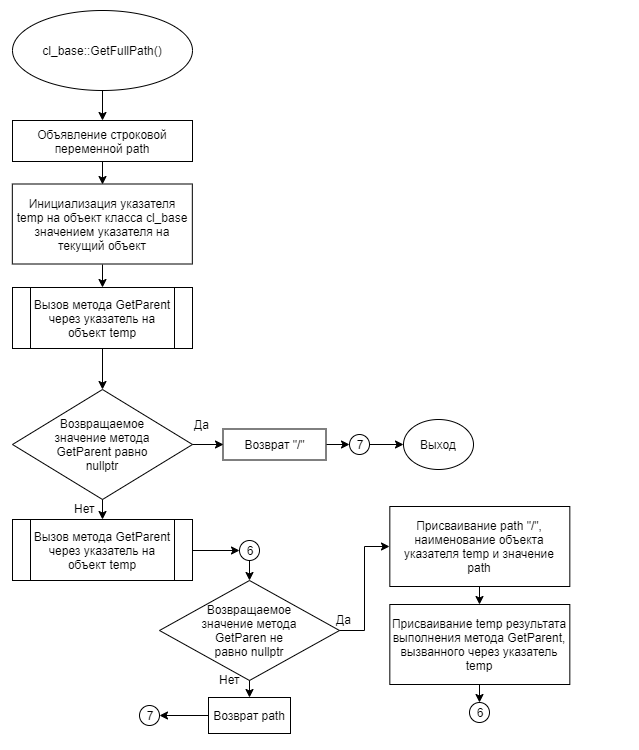 cl_base::GetFullPath()
Объявление строковой
переменной path
Инициализация указателя
temp на объект класса cl_base
значением указателя на
текущий объект
Вызов метода GetParent
через указатель на
объект temp
Возвращаемое
значение метода
GetParent равно
nullptr
Да
Возврат "/"
7
Выход
Нет
Вызов метода GetParent
через указатель на
объект temp
6
Возвращаемое
значение метода
GetParen не
равно nullptr
Да
Присваивание path "/",
наименование объекта
указателя temp и значение
path
Присваивание temp результата
выполнения метода GetParent,
вызванного через указатель
temp
6
Нет
Возврат path
7